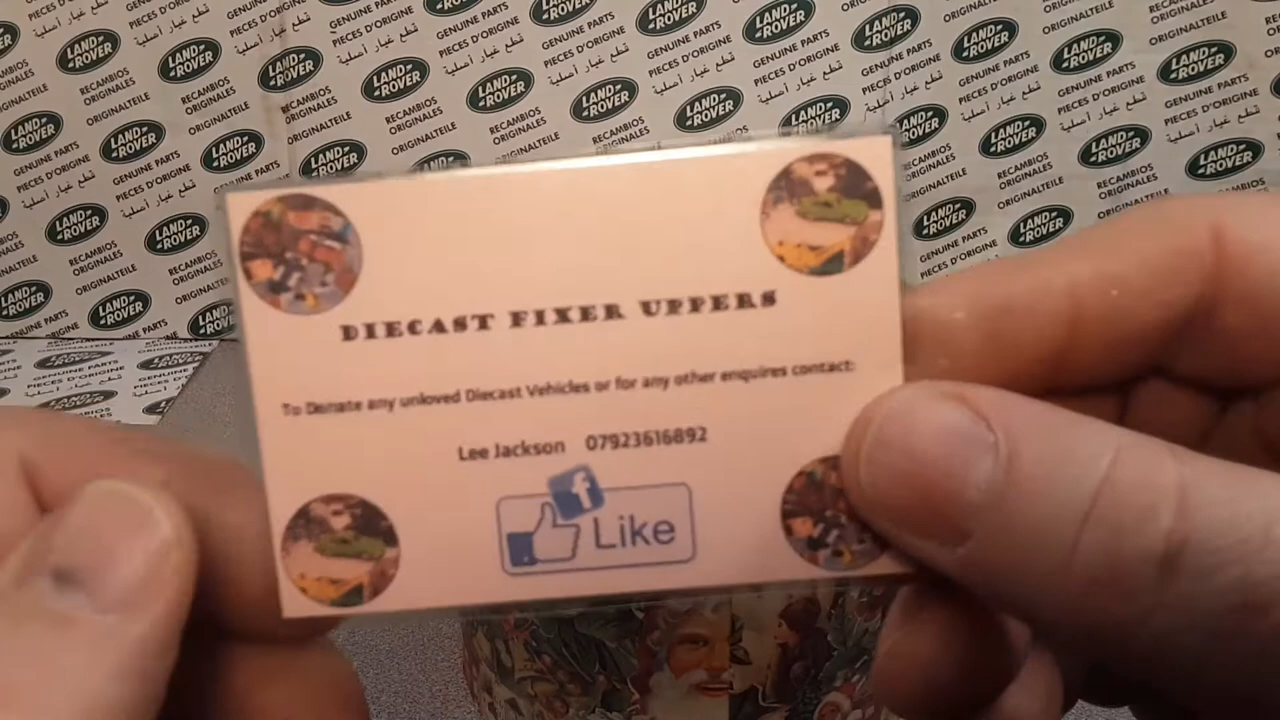 DIECAST FIXER UPPERS
To Donate any unloved Diecast Vehicles or for any other enquires contact:
Lee Jackson 07923616892
f
Like
LAND ROVER
GENUINE PARTS
PIECES D'ORIGINE
قطع غيار أصلية
RECAMBIOS
ORIGINALES
ORIGINALTEILE